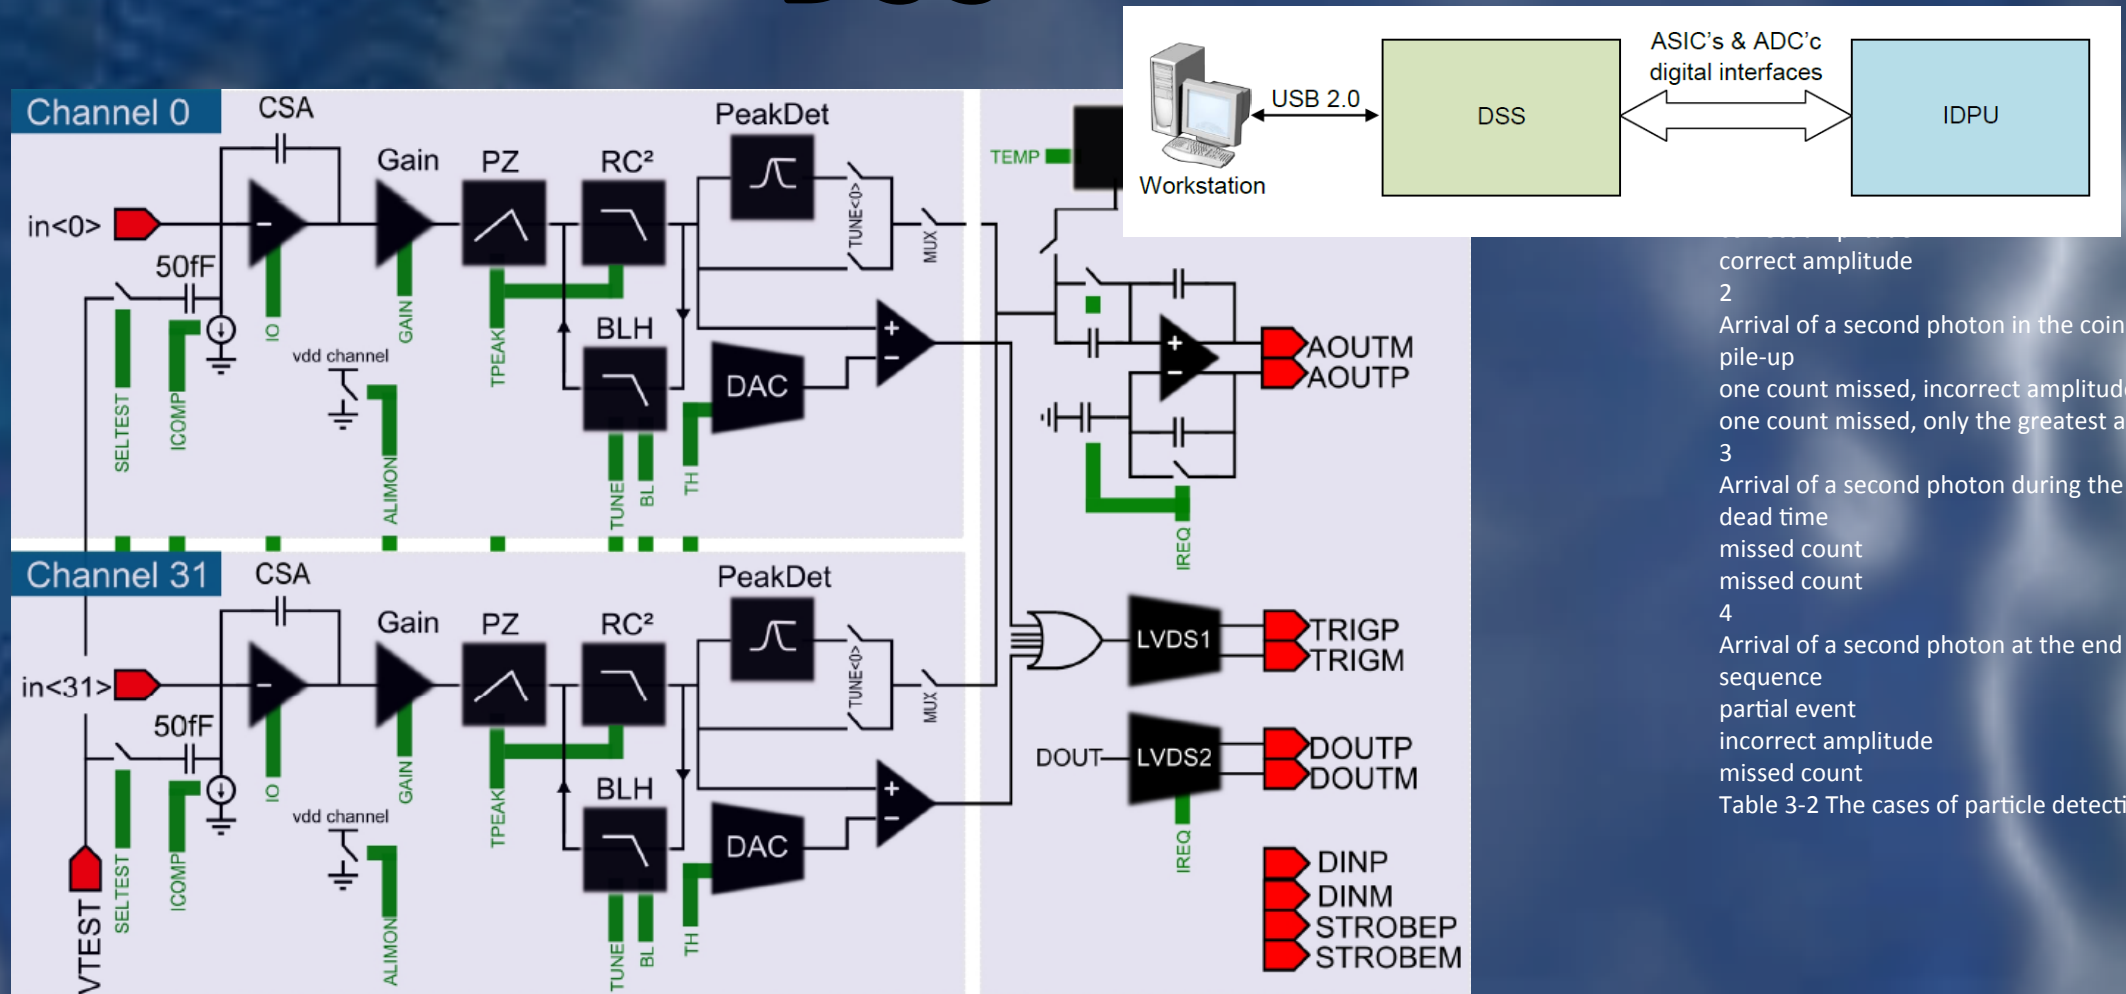 DSS
ASIC's & ADC'c
digital interfaces
USB 2.0
DSS
IDPU
Workstation
Channel 0
CSA
Gain
PZ
RC²
PeakDet
in<0>
50fF
SELTEST
ICOMP
IO
vdd channel
ALIMON
GAIN
TPEAK
BLH
TUNE
BL
TH
DAC
TUNE<0>
MUX
TEMP
AOUTM
AOUTP
IREQ
Channel 31
CSA
Gain
PZ
RC²
PeakDet
in<31>
50fF
SELTEST
ICOMP
IO
vdd channel
ALIMON
GAIN
TPEAK
BLH
TUNE
BL
TH
DAC
TUNE<0>
MUX
VTEST
LVDS1
TRIGP
TRIGM
DOUT
LVDS2
DOUTP
DOUTM
IREQ
DINP
DINM
STROBEP
STROBEM
correct amplitude
2
Arrival of a second photon in the coin
pile-up
one count missed, incorrect amplitude
one count missed, only the greatest a
3
Arrival of a second photon during the
dead time
missed count
missed count
4
Arrival of a second photon at the end
sequence
partial event
incorrect amplitude
missed count
Table 3-2 The cases of particle detecti